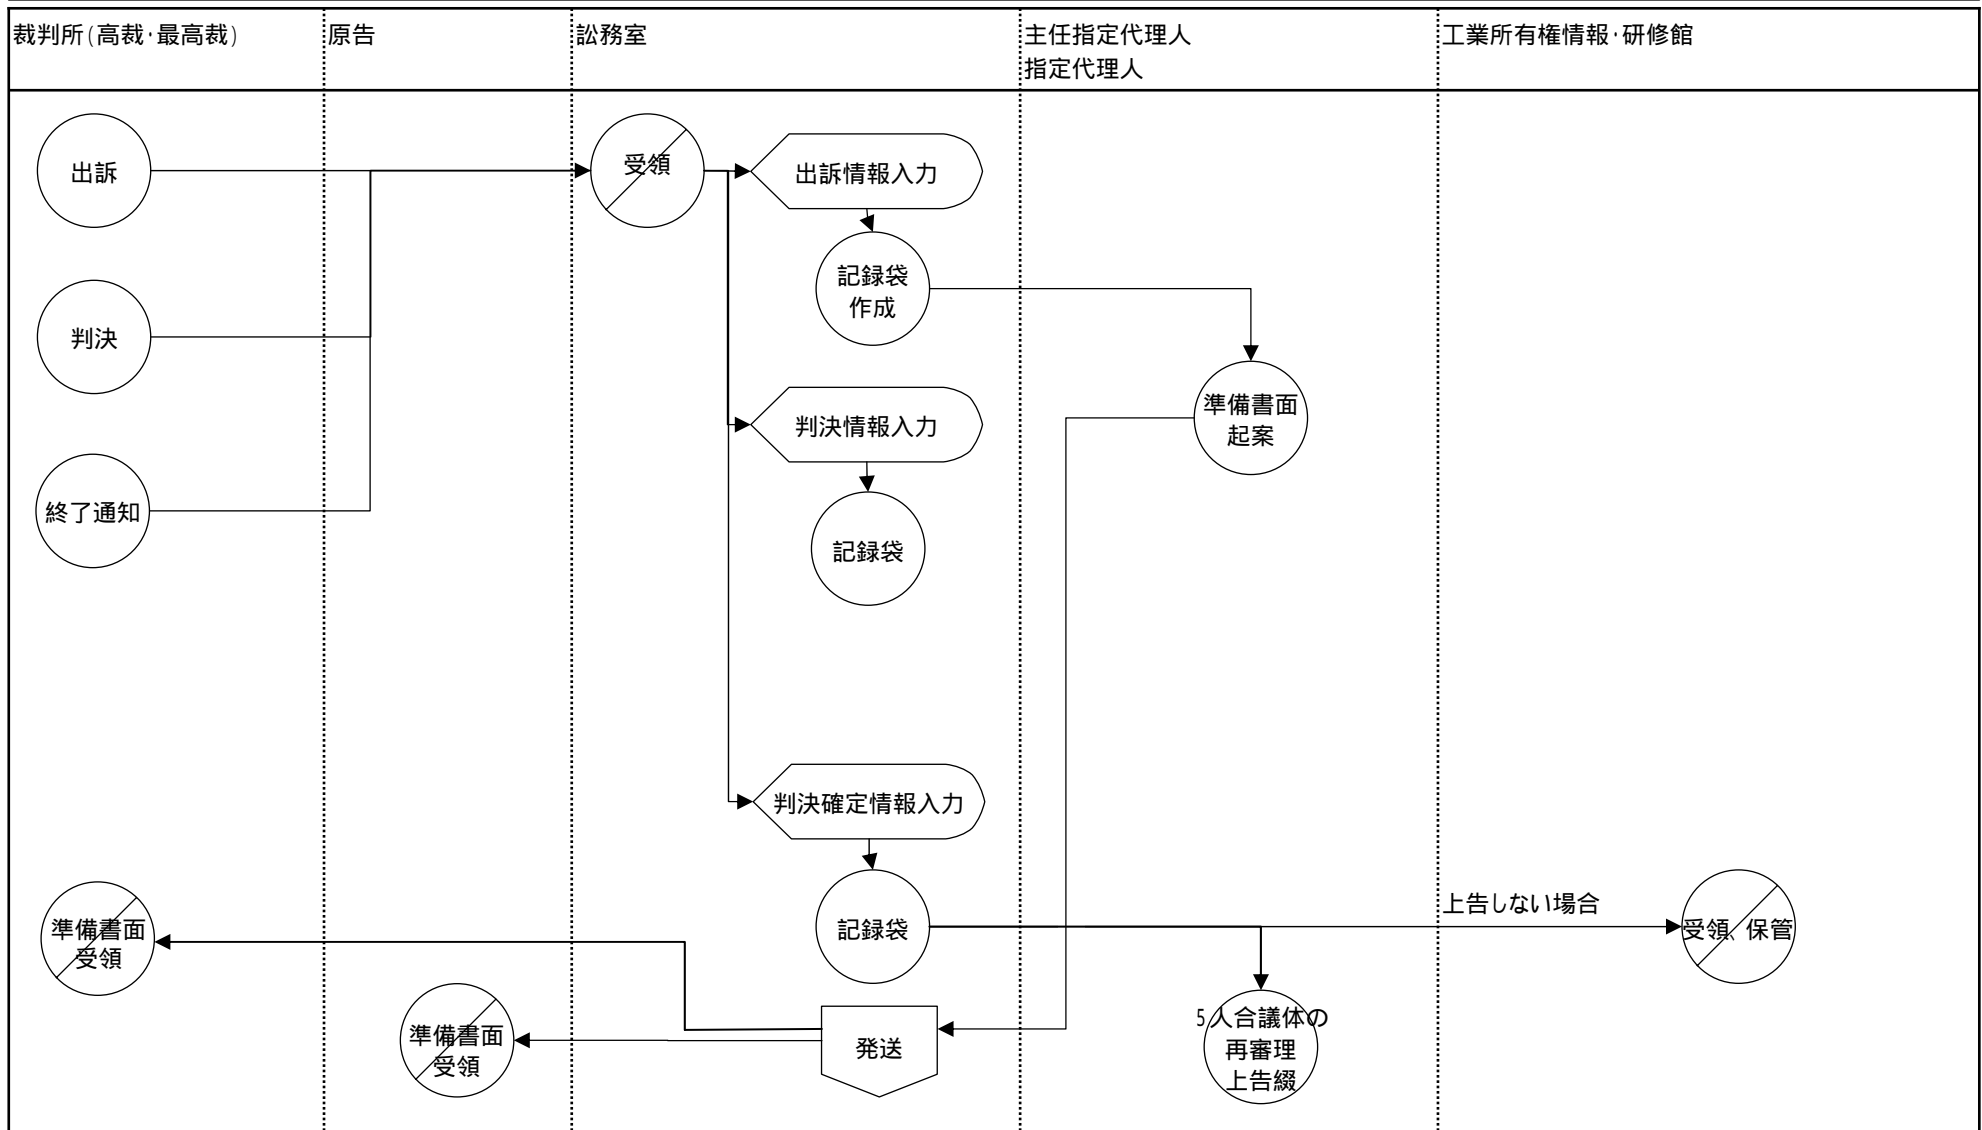 裁判所(高裁･最高裁)
原告
訟務室
主任指定代理人
指定代理人
工業所有権情報･研修館
出訴
受領
出訴情報入力
記録袋
作成
判決
準備書面
起案
判決情報入力
終了通知
記録袋
判決確定情報入力
上告しない場合
準備書面
受領
記録袋
受領、保管
準備書面
受領
発送
5人合議体の
再審理
上告綴